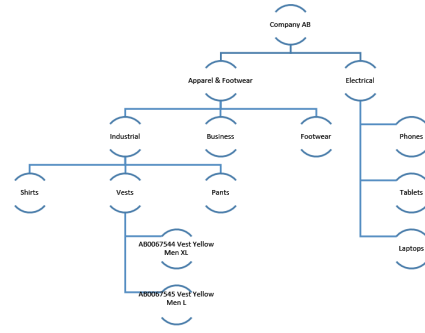 Company AB
Apparel & Footwear
Electrical
Industrial
Business
Footwear
Phones
Shirts
Vests
Pants
Tablets
AB0067544 Vest Yellow
Men XL
Laptops
AB0067545 Vest Yellow
Men L